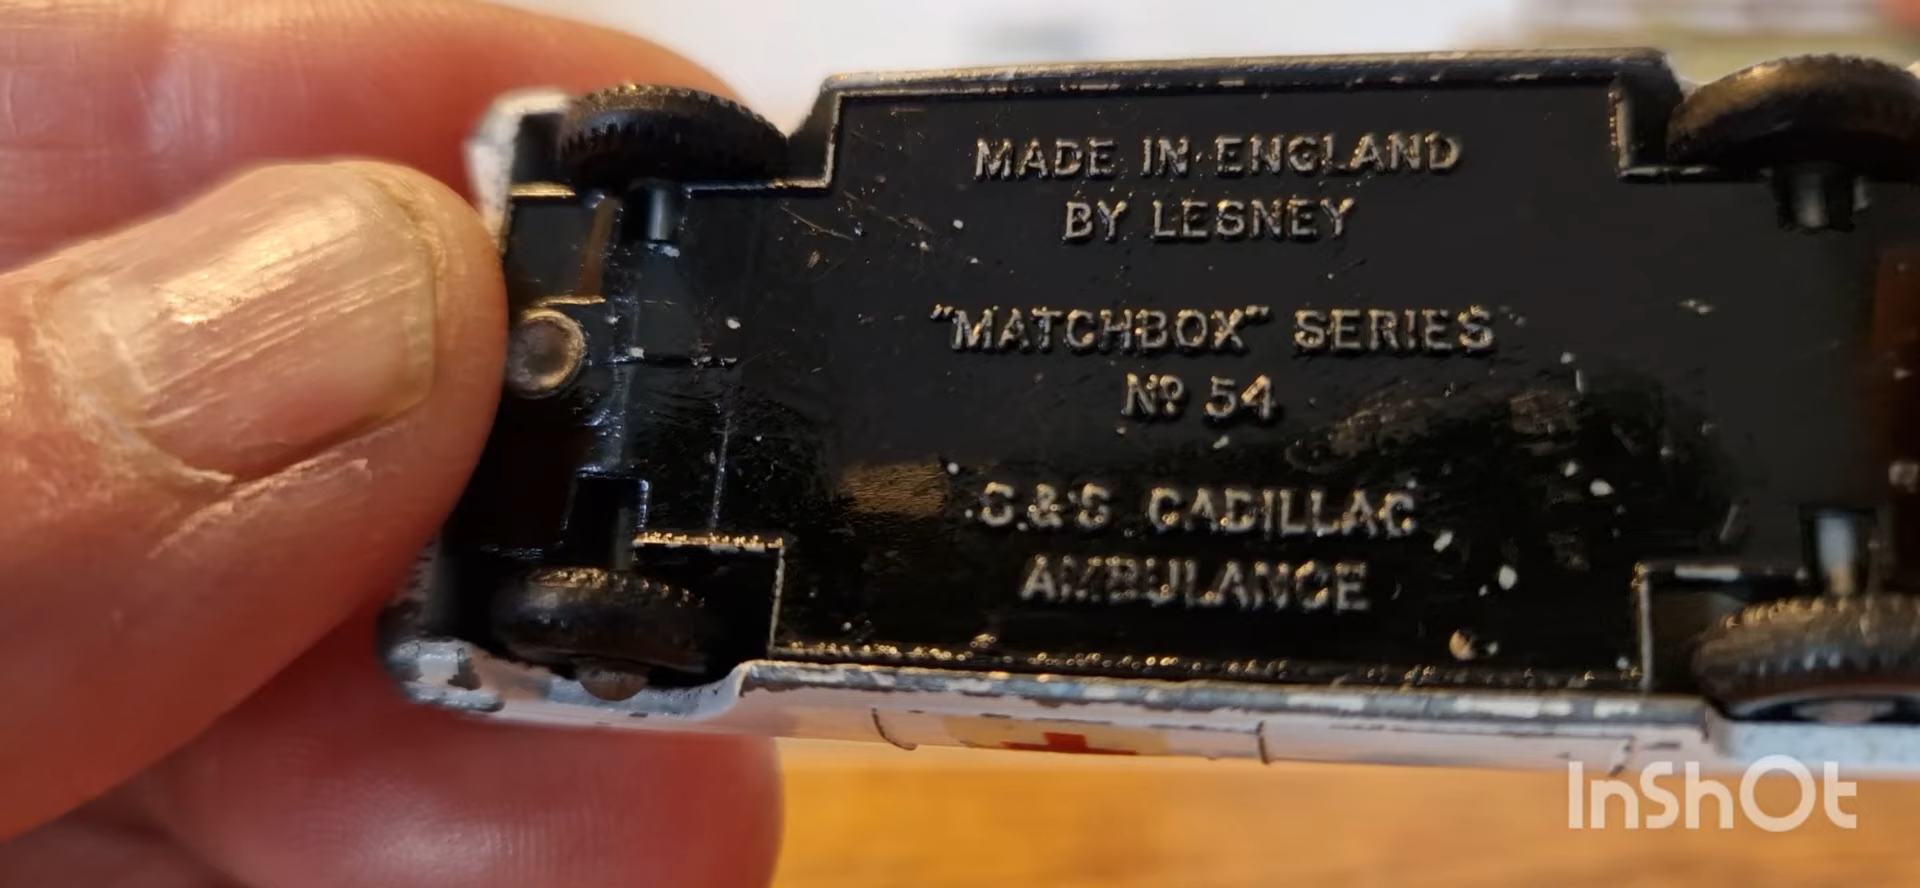 MADE IN ENGLAND
BY LESNEY
"MATCHBOX" SERIES
Nº 54
S.&S. CADILLAC
AMBULANCE
InShOt